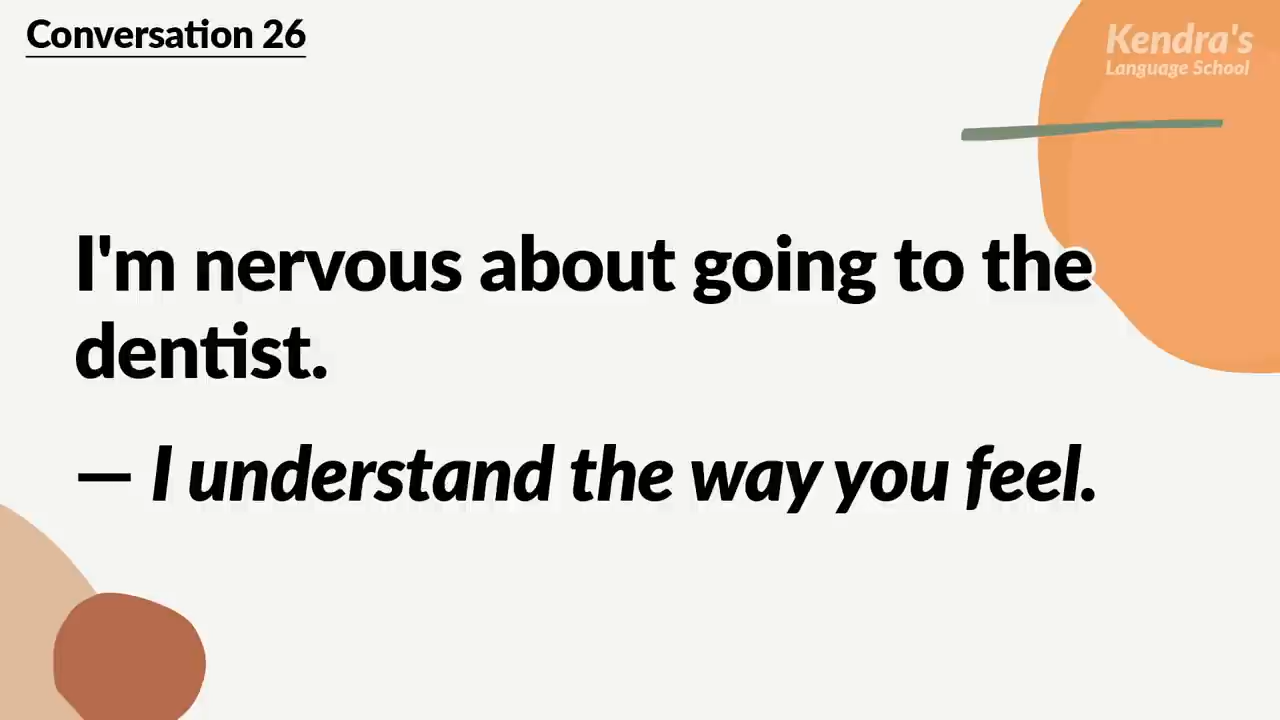 Conversation 26
Kendra's
Language School
I'm nervous about going to the
dentist.
— I understand the way you feel.